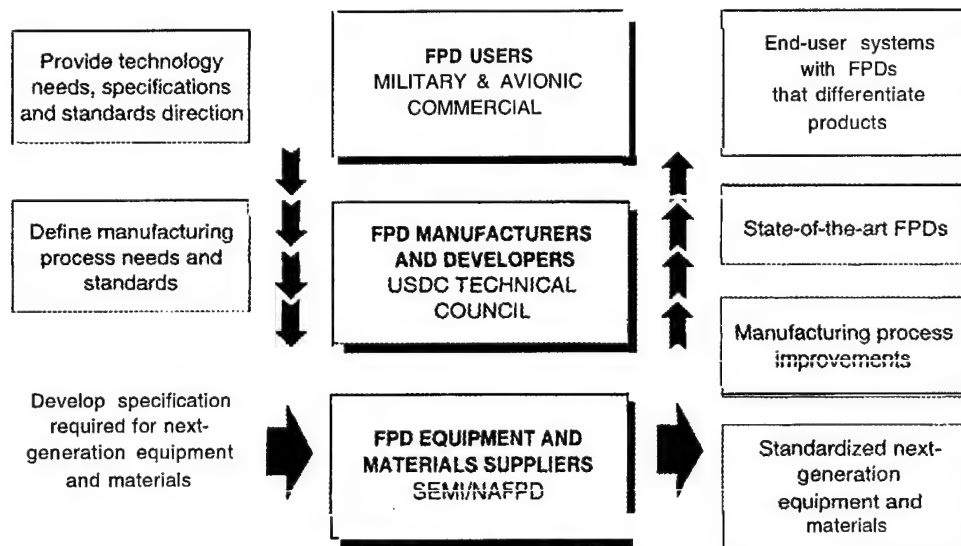 Provide technology
needs, specifications
and standards direction
FPD USERS
MILITARY & AVIONIC
COMMERCIAL
End-user systems
with FPDs
that differentiate
products
Define manufacturing
process needs and
standards
FPD MANUFACTURERS
AND DEVELOPERS
USDC TECHNICAL
COUNCIL
State-of-the-art FPDs
Manufacturing process
improvements
Develop specification
required for next-
generation equipment
and materials
FPD EQUIPMENT AND
MATERIALS SUPPLIERS
SEMI/NAFPD
Standardized next-
generation
equipment and
materials